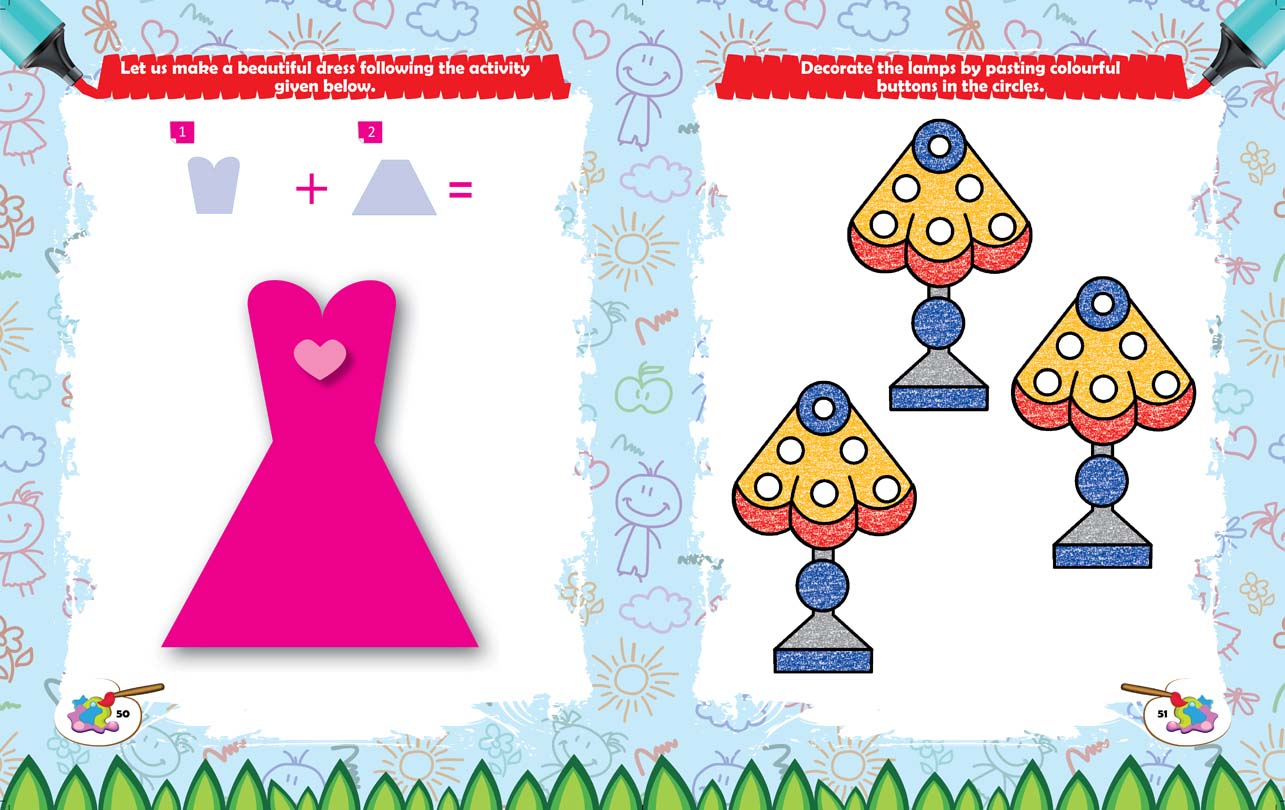 Let us make a beautiful dress following the activity
given below.
1
2
+
=
50
Decorate the lamps by pasting colourful
buttons in the circles.
51